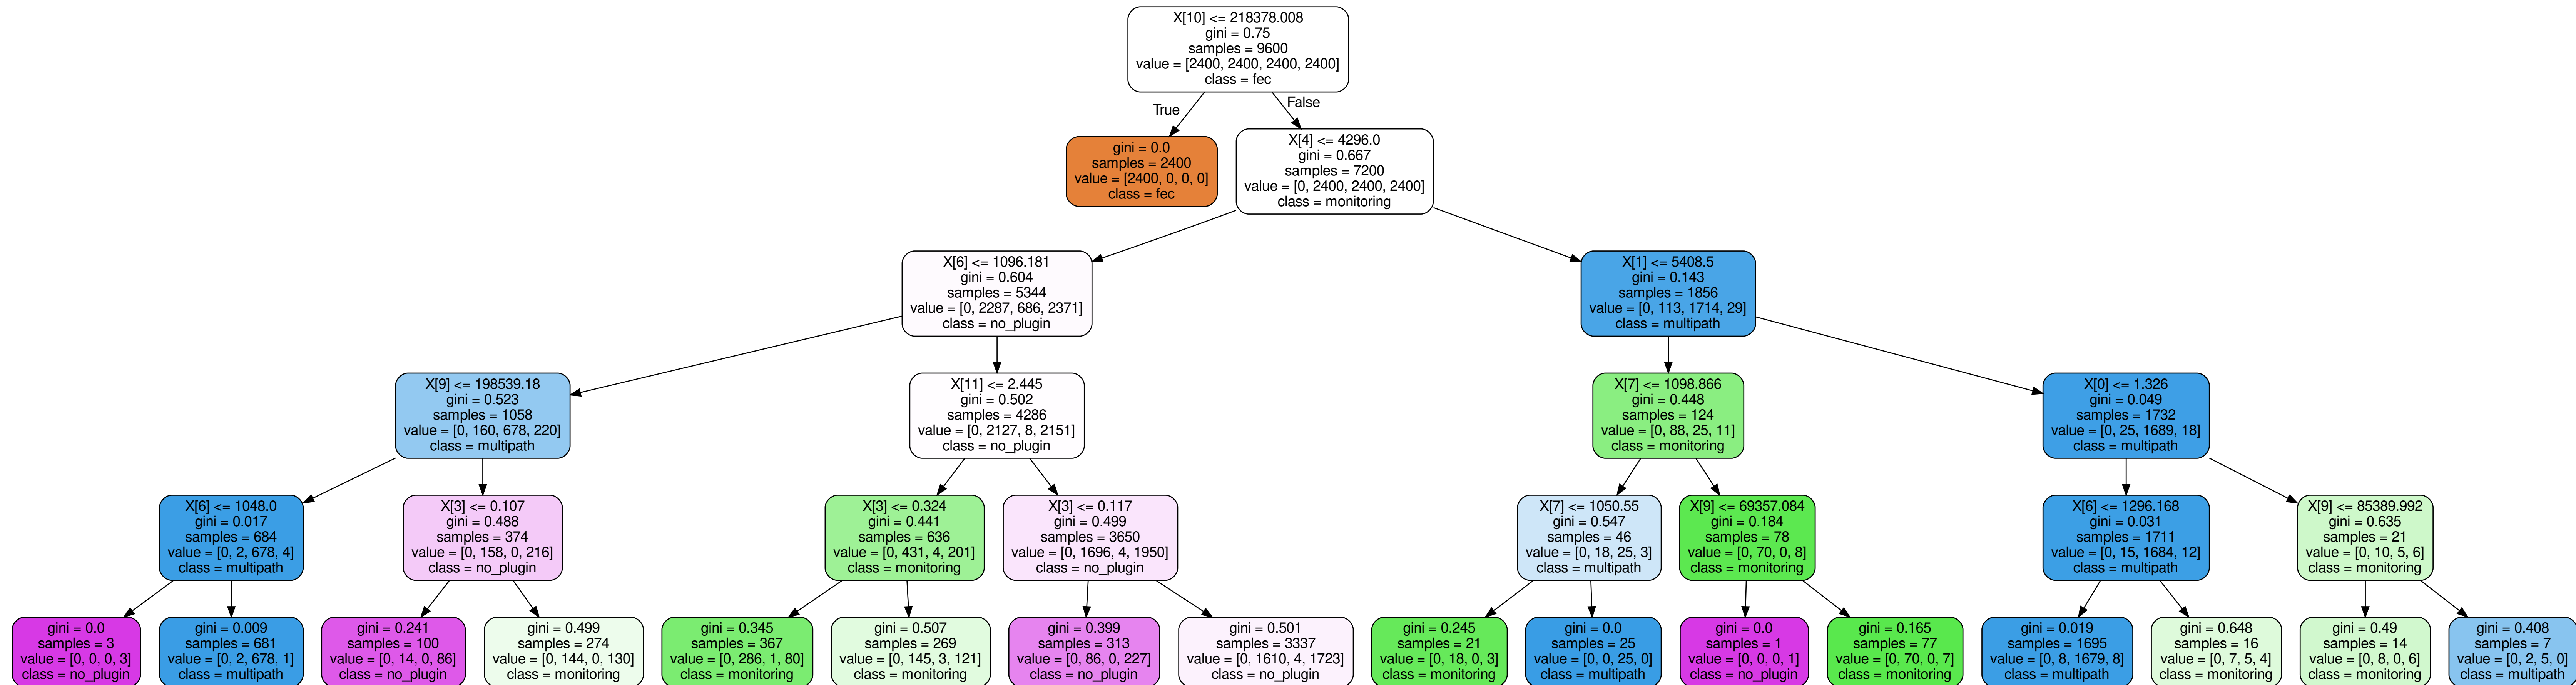 X[10] <= 218378.008
gini = 0.75
samples = 9600
value = [2400, 2400, 2400, 2400]
class = fec
True
False
gini = 0.0
samples = 2400
value = [2400, 0, 0, 0]
class = fec
X[4] <= 4296.0
gini = 0.667
samples = 7200
value = [0, 2400, 2400, 2400]
class = monitoring
X[6] <= 1096.181
gini = 0.604
samples = 5344
value = [0, 2287, 686, 2371]
class = no_plugin
X[1] <= 5408.5
gini = 0.143
samples = 1856
value = [0, 113, 1714, 29]
class = multipath
X[9] <= 198539.18
gini = 0.523
samples = 1058
value = [0, 160, 678, 220]
class = multipath
X[11] <= 2.445
gini = 0.502
samples = 4286
value = [0, 2127, 8, 2151]
class = no_plugin
X[7] <= 1098.866
gini = 0.448
samples = 124
value = [0, 88, 25, 11]
class = monitoring
X[0] <= 1.326
gini = 0.049
samples = 1732
value = [0, 25, 1689, 18]
class = multipath
X[6] <= 1048.0
gini = 0.017
samples = 684
value = [0, 2, 678, 4]
class = multipath
X[3] <= 0.107
gini = 0.488
samples = 374
value = [0, 158, 0, 216]
class = no_plugin
X[3] <= 0.324
gini = 0.441
samples = 636
value = [0, 431, 4, 201]
class = monitoring
X[3] <= 0.117
gini = 0.499
samples = 3650
value = [0, 1696, 4, 1950]
class = no_plugin
X[7] <= 1050.55
gini = 0.547
samples = 46
value = [0, 18, 25, 3]
class = multipath
X[9] <= 69357.084
gini = 0.184
samples = 78
value = [0, 70, 0, 8]
class = monitoring
X[6] <= 1296.168
gini = 0.031
samples = 1711
value = [0, 15, 1684, 12]
class = multipath
X[9] <= 85389.992
gini = 0.635
samples = 21
value = [0, 10, 5, 6]
class = monitoring
gini = 0.0
samples = 3
value = [0, 0, 0, 3]
class = no_plugin
gini = 0.009
samples = 681
value = [0, 2, 678, 1]
class = multipath
gini = 0.241
samples = 100
value = [0, 14, 0, 86]
class = no_plugin
gini = 0.499
samples = 274
value = [0, 144, 0, 130]
class = monitoring
gini = 0.345
samples = 367
value = [0, 286, 1, 80]
class = monitoring
gini = 0.507
samples = 269
value = [0, 145, 3, 121]
class = monitoring
gini = 0.399
samples = 313
value = [0, 86, 0, 227]
class = no_plugin
gini = 0.501
samples = 3337
value = [0, 1610, 4, 1723]
class = no_plugin
gini = 0.245
samples = 21
value = [0, 18, 0, 3]
class = monitoring
gini = 0.0
samples = 25
value = [0, 0, 25, 0]
class = multipath
gini = 0.0
samples = 1
value = [0, 0, 0, 1]
class = no_plugin
gini = 0.165
samples = 77
value = [0, 70, 0, 7]
class = monitoring
gini = 0.019
samples = 1695
value = [0, 8, 1679, 8]
class = multipath
gini = 0.648
samples = 16
value = [0, 7, 5, 4]
class = monitoring
gini = 0.49
samples = 14
value = [0, 8, 0, 6]
class = monitoring
gini = 0.408
samples = 7
value = [0, 2, 5, 0]
class = multipath